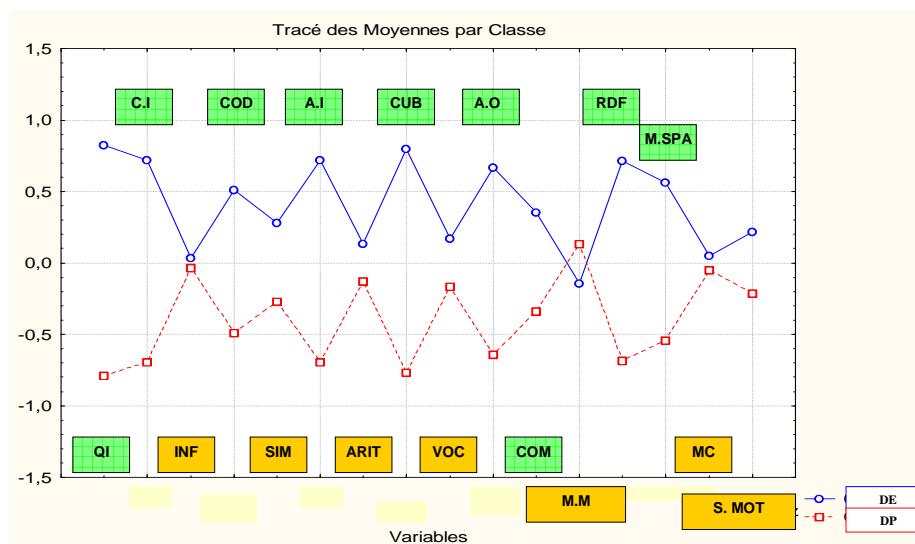 Tracé des Moyennes par Classe
1,5
1,0
0,5
0,0
-0,5
-1,0
-1,5
C.I
COD
A.I
CUB
A.O
RDF
M.SPA
QI
INF
SIM
ARIT
VOC
COM
MC
M.M
S. MOT
DE
DP
Variables